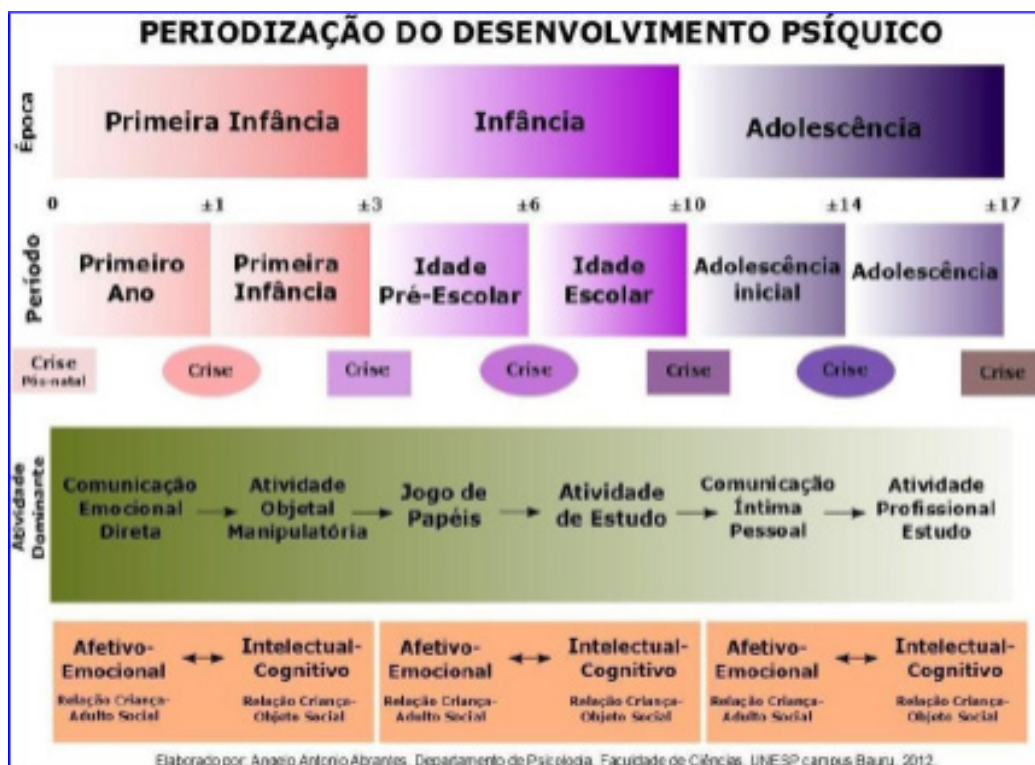 PERIODIZAÇÃO DO DESENVOLVIMENTO PSÍQUICO
Época
Primeira Infância
Infância
Adolescência
0
±1
±3
±6
±10
±14
±17
Período
Primeiro
Ano
Primeira
Infância
Idade
Pré-Escolar
Idade
Escolar
Adolescência
inicial
Adolescência
Crise
Pós-natal
Crise
Crise
Crise
Crise
Crise
Crise
Atividade
Dominante
Comunicação
Emocional
Direta
Atividade
Objetal
Manipulatória
Jogo de
Papéis
Atividade
de Estudo
Comunicação
Íntima
Pessoal
Atividade
Profissional
Estudo
Afetivo-
Emocional
Relação Criança-
Adulto Social
Intelectual-
Cognitivo
Relação Criança-
Objeto Social
Afetivo-
Emocional
Relação Criança-
Adulto Social
Intelectual-
Cognitivo
Relação Criança-
Objeto Social
Afetivo-
Emocional
Relação Criança-
Adulto Social
Intelectual-
Cognitivo
Relação Criança-
Objeto Social
Elaborado por: Angelo Antonio Abrantes, Departamento de Psicologia, Faculdade de Ciências, UNESP campus Bauru, 2012.